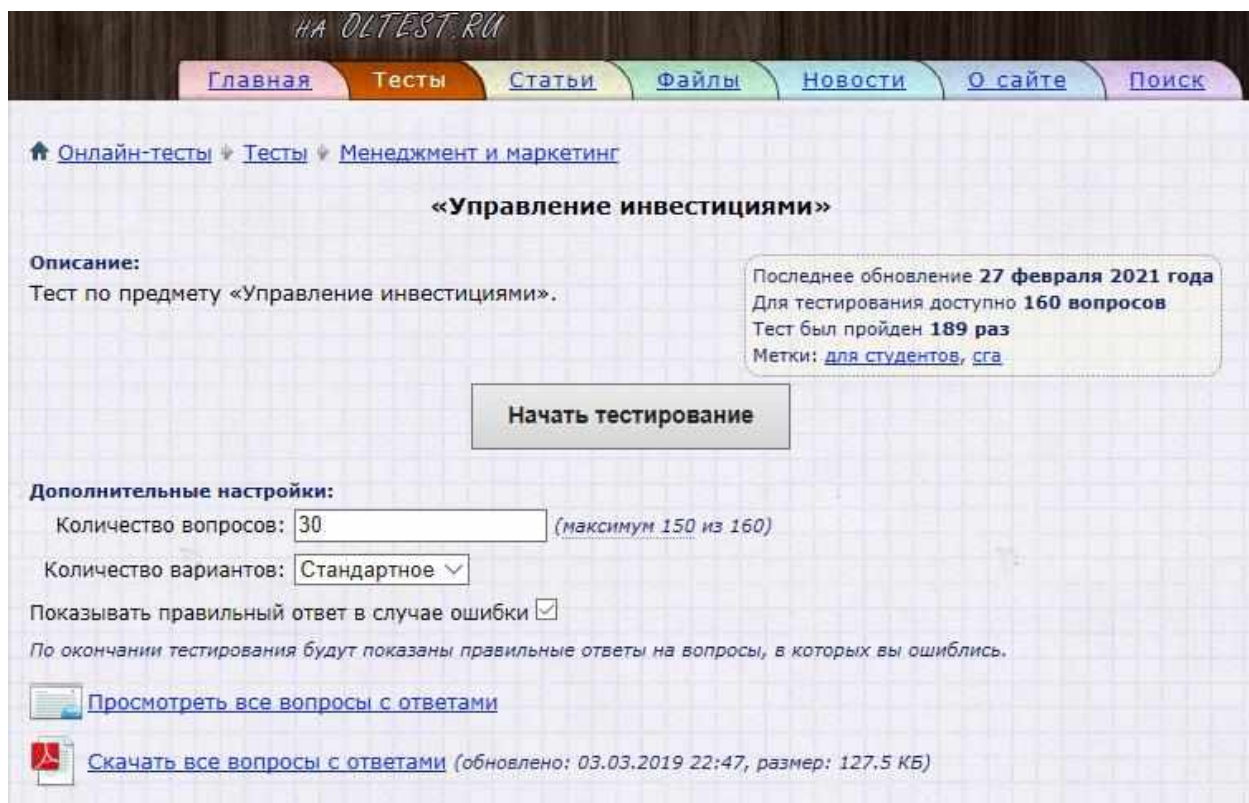 НА OLTEST.RU
Главная Тесты Статьи Файлы Новости О сайте Поиск
Онлайн-тесты Тесты Менеджмент и маркетинг
«Управление инвестициями»
Описание:
Тест по предмету «Управление инвестициями».
Последнее обновление 27 февраля 2021 года
Для тестирования доступно 160 вопросов
Тест был пройден 189 раз
Метки: для студентов, сга
Начать тестирование
Дополнительные настройки:
Количество вопросов: 30 (максимум 150 из 160)
Количество вариантов: Стандартное
Показывать правильный ответ в случае ошибки
По окончании тестирования будут показаны правильные ответы на вопросы, в которых вы ошиблись.
Просмотреть все вопросы с ответами
Скачать все вопросы с ответами (обновлено: 03.03.2019 22:47, размер: 127.5 КБ)